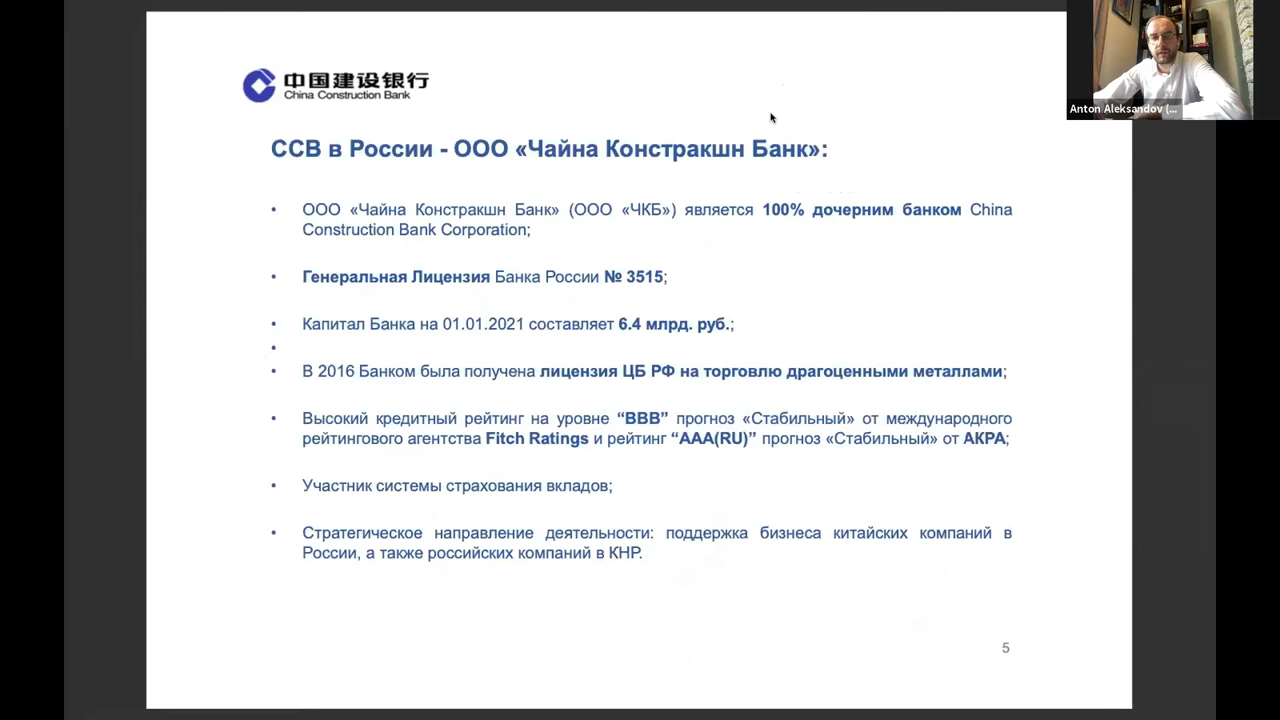 中国建设银行
China Construction Bank
Anton Aleksandov (...
ССВ в России - ООО «Чайна Констракшн Банк»:
• ООО «Чайна Констракшн Банк» (ООО «ЧКБ») является 100% дочерним банком China
Construction Bank Corporation;
• Генеральная Лицензия Банка России № 3515;
• Капитал Банка на 01.01.2021 составляет 6.4 млрд. руб.;
•
• В 2016 Банком была получена лицензия ЦБ РФ на торговлю драгоценными металлами;
• Высокий кредитный рейтинг на уровне “BBB” прогноз «Стабильный» от международного
рейтингового агентства Fitch Ratings и рейтинг “AAA(RU)” прогноз «Стабильный» от АКРА;
• Участник системы страхования вкладов;
• Стратегическое направление деятельности: поддержка бизнеса китайских компаний в
России, а также российских компаний в КНР.
5